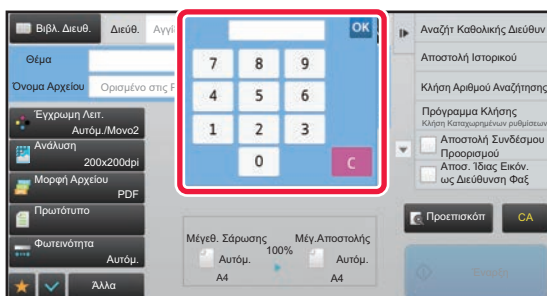 Βιβλ. Διευθ.
Διεύθ.
OK
Θέμα
Όνομα Αρχείου
Ορισμένο στις
7 8 9
4 5 6
1 2 3
0 C
Έγχρωμη Λειτ.
Αυτόμ./Μονο2
Ανάλυση
200x200dpi
Μορφή Αρχείου
PDF
Πρωτότυπο
Φωτεινότητα
Αυτόμ.
Άλλα
Μέγεθ. Σάρωσης
100%
Μέγ.Αποστολής
Αυτόμ.
A4
Αυτόμ.
A4
Αναζήτ Καθολικής Διεύθυν
Αποστολή Ιστορικού
Κλήση Αριθμού Αναζήτησης
Πρόγραμμα Κλήσης
Κλήση Καταχωρημένων ρυθμίσεων
Αποστολή Συνδέσμου
Προορισμού
Αποσ. Ίδιας Εικόν.
ως Διεύθυνση Φαξ
Προεπισκόπ
CA
Έναρξη